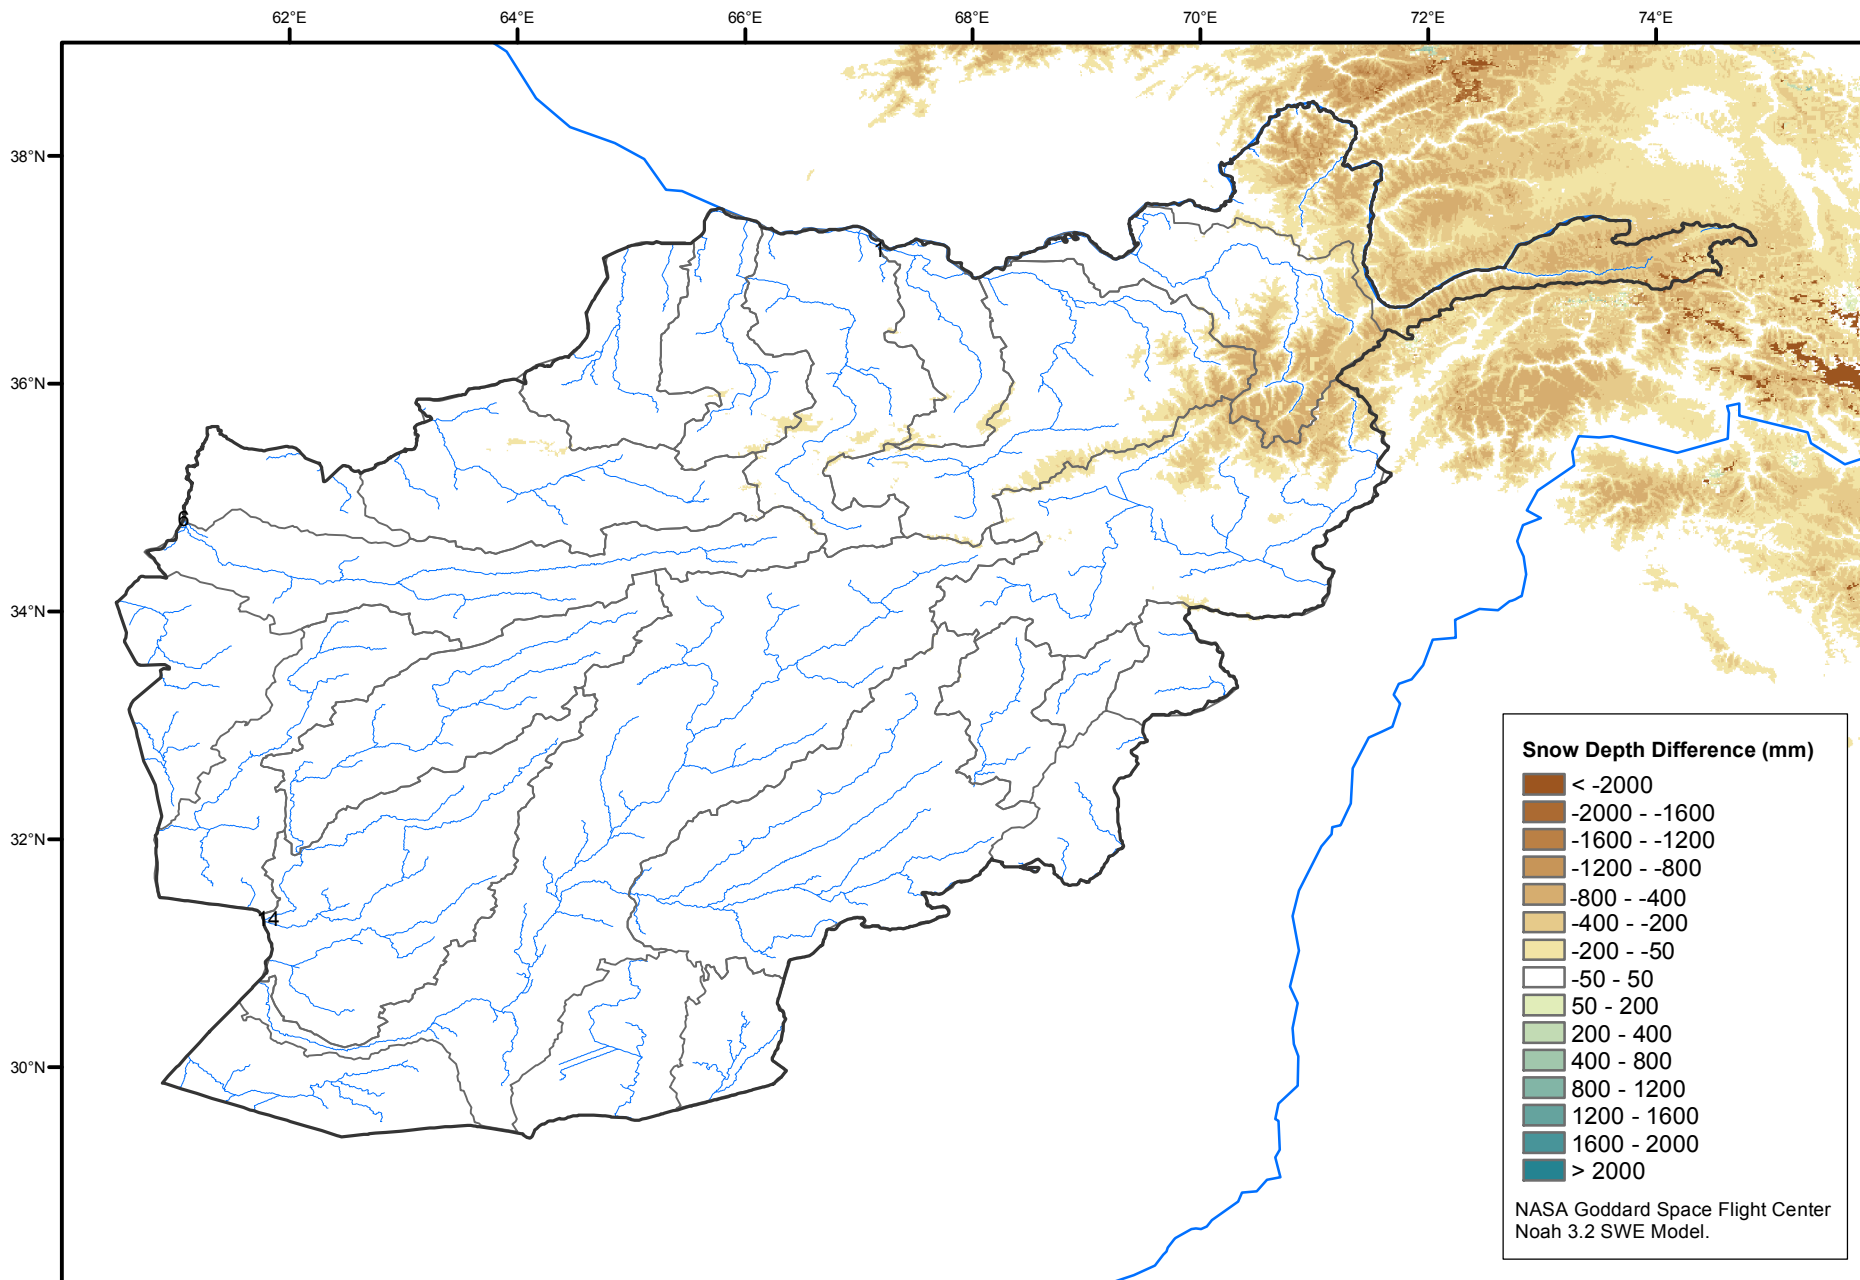 62°E 64°E 66°E 68°E 70°E 72°E 74°E
38°N
1
36°N
6
34°N
32°N
14
30°N
Snow Depth Difference (mm)
< -2000
-2000 - -1600
-1600 - -1200
-1200 - -800
-800 - -400
-400 - -200
-200 - -50
-50 - 50
50 - 200
200 - 400
400 - 800
800 - 1200
1200 - 1600
1600 - 2000
> 2000
NASA Goddard Space Flight Center
Noah 3.2 SWE Model.